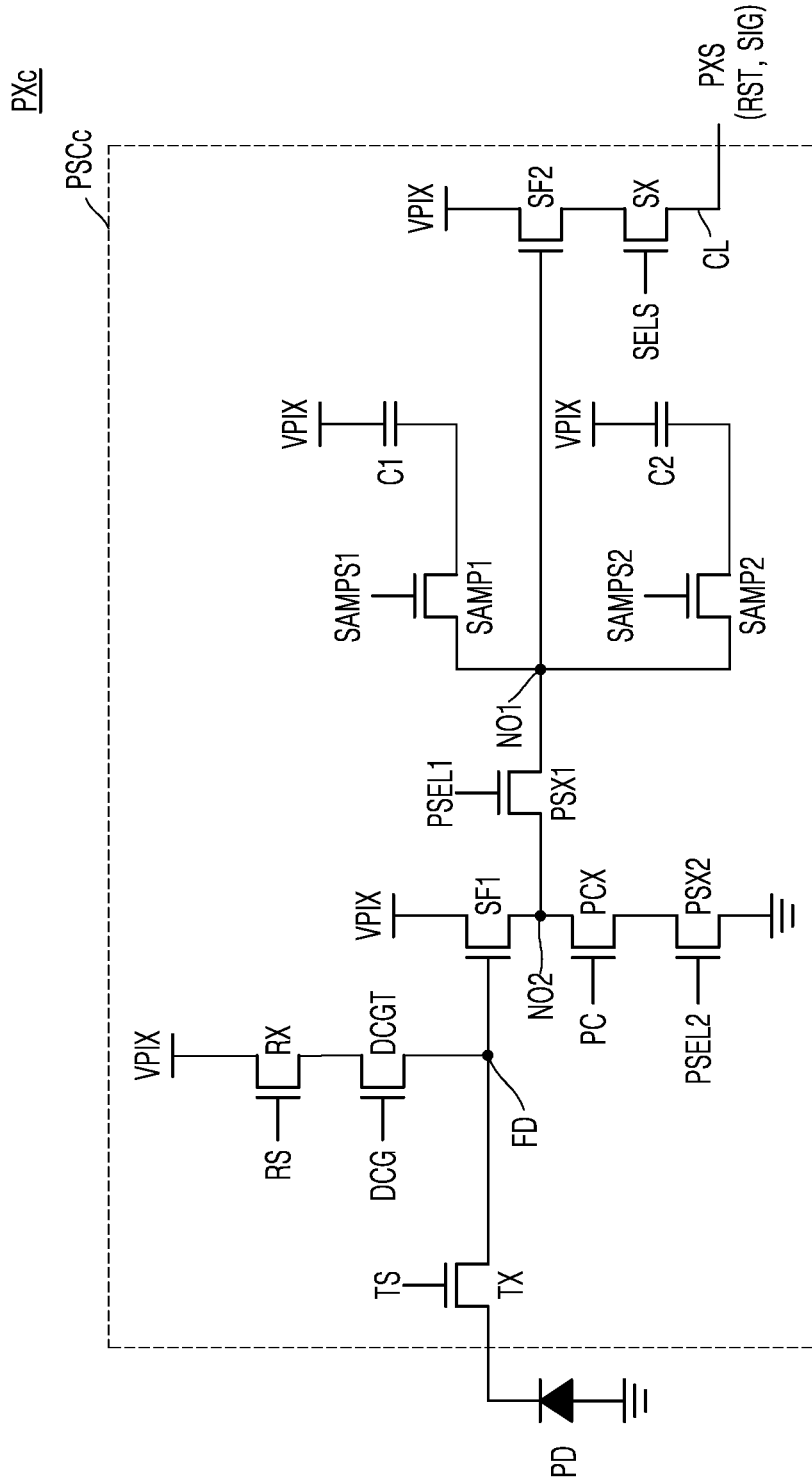 PXc
PSCc
VPIX
RS
RX
DCG
DCGT
TS
TX
PD
FD
VPIX
SF1
NO2
PC
PCX
PSEL2
PSX2
PSEL1
PSX1
NO1
SAMPS1
SAMP1
VPIX
C1
SAMPS2
SAMP2
VPIX
C2
VPIX
SF2
SELS
SX
CL
PXS
(RST, SIG)